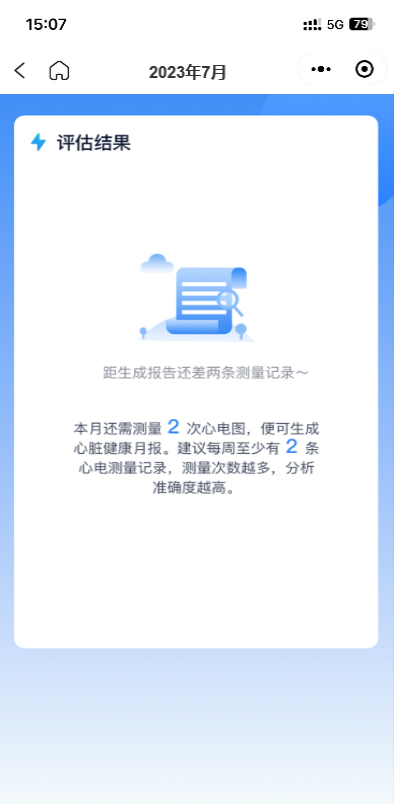 15:07
5G
79
2023年7月
评估结果
距生成报告还差两条测量记录～
本月还需测量 2 次心电图，便可生成
心脏健康月报。建议每周至少有 2 条
心电测量记录，测量次数越多，分析
准确度越高。